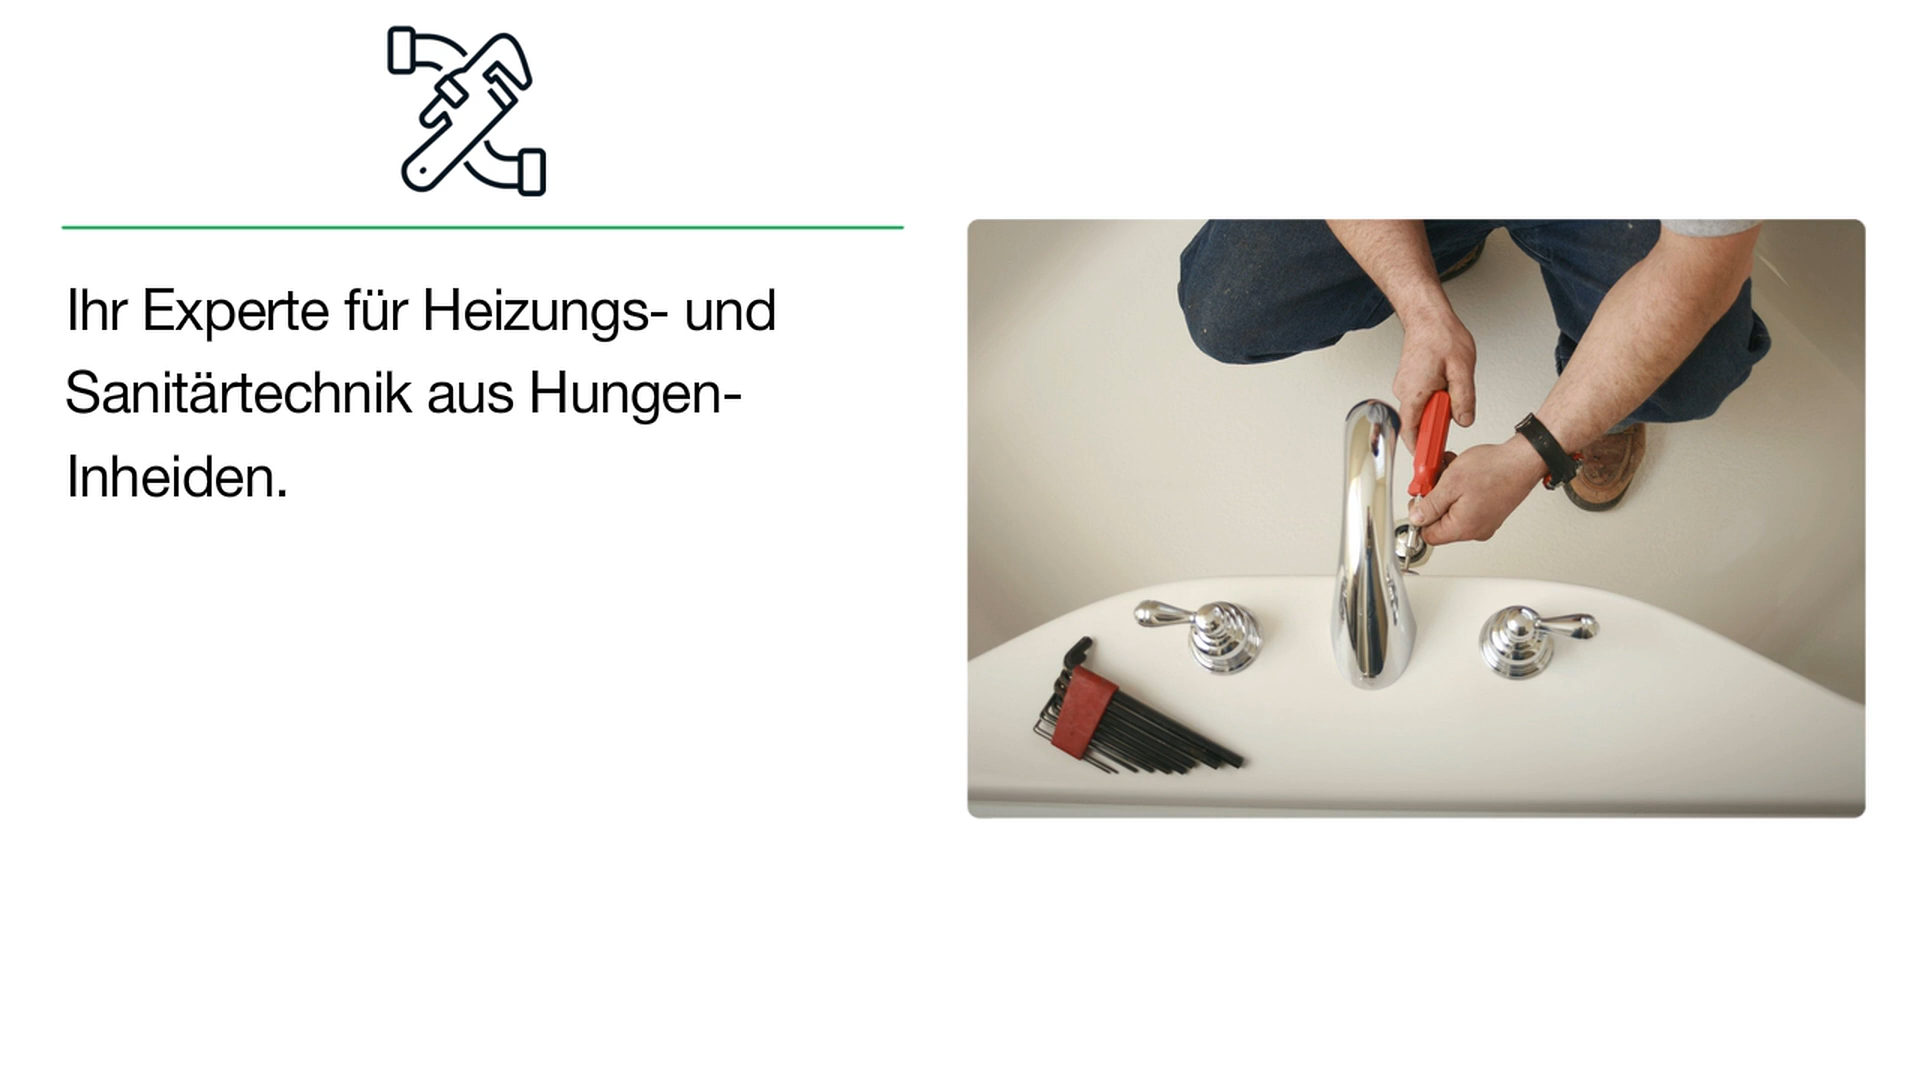 Ihr Experte für Heizungs- und
Sanitärtechnik aus Hungen-
Inheiden.